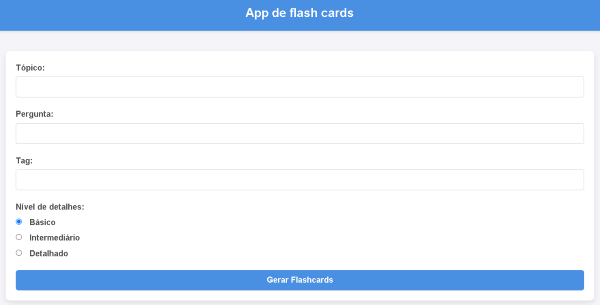 App de flash cards
Tópico:
Pergunta:
Tag:
Nível de detalhes:
Básico
Intermediário
Detalhado
Gerar Flashcards